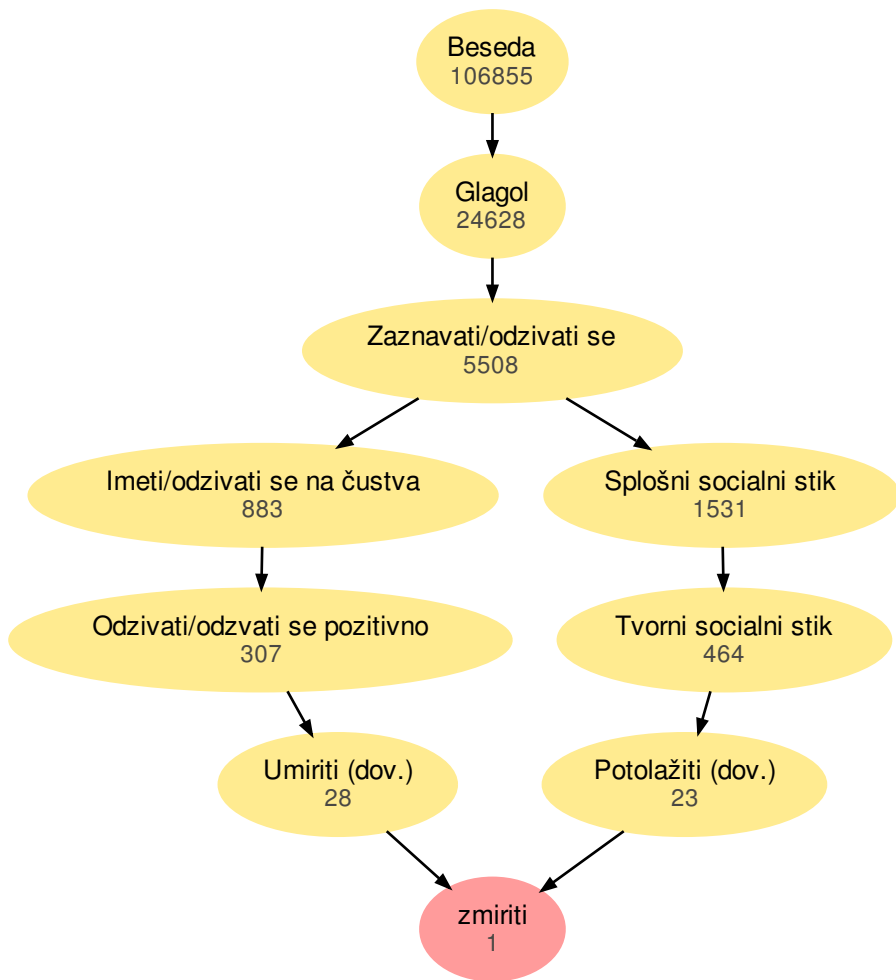 Beseda
106855
Glagol
24628
Zaznavati/odzivati se
5508
Imeti/odzivati se na čustva
883
Splošni socialni stik
1531
Odzivati/odzvati se pozitivno
307
Tvorni socialni stik
464
Umiriti (dov.)
28
Potolažiti (dov.)
23
zmiriti
1